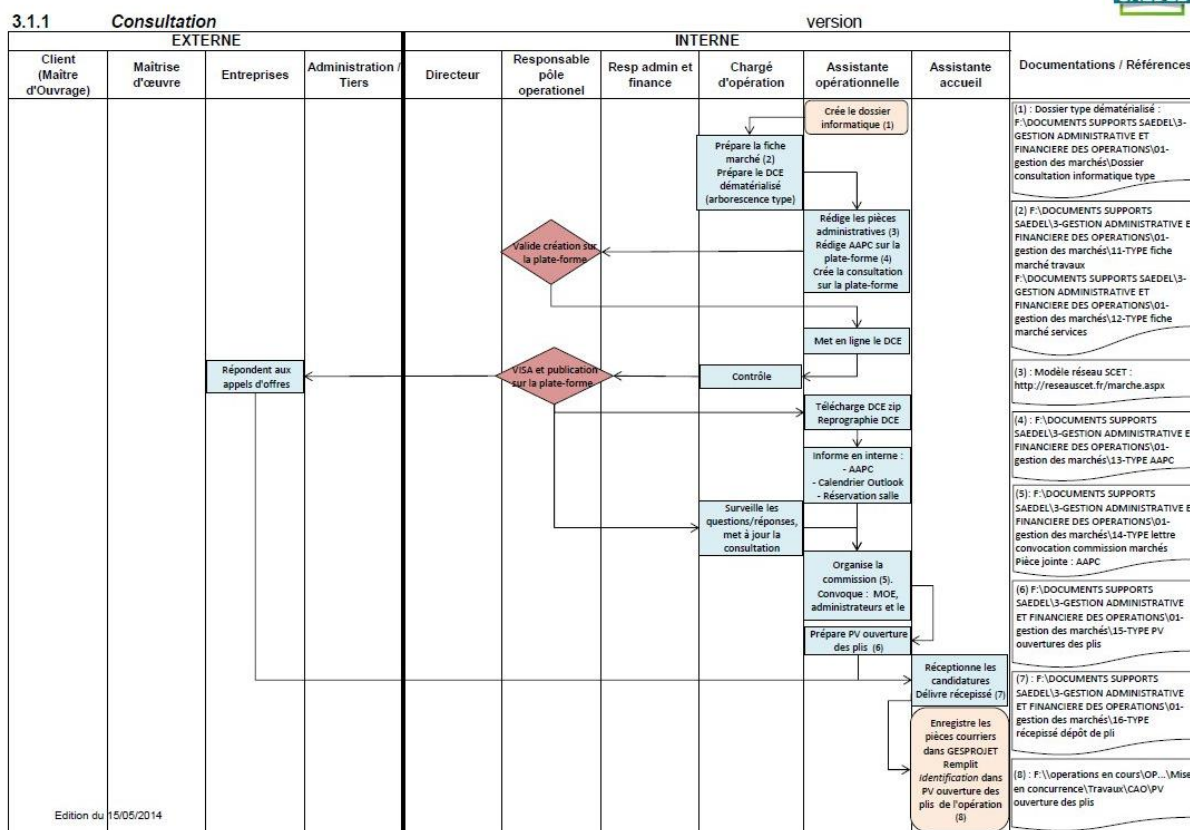 3.1.1 Consultation version
EXTERNE
INTERNE
Client
(Maître
d'Ouvrage)
Maîtrise
d'œuvre
Entreprises
Administration /
Tiers
Directeur
Responsable
pôle
operationel
Resp admin et
finance
Chargé
d'opération
Assistante
opérationnelle
Assistante
accueil
Documentations / Références
Crée le dossier
informatique (1)
Prépare la fiche
marché (2)
Prépare le DCE
dématérialisé
(arborescence type)
Rédige les pièces
administratives (3)
Rédige AAPC sur la
plate-forme (4)
Crée la consultation
sur la plate-forme
Valide création sur
la plate-forme
Met en ligne le DCE
Contrôle
VISA et publication
sur la plate-forme
Répondent aux
appels d'offres
Télécharge DCE zip
Reprographie DCE
Informe en interne :
- AAPC
- Calendrier Outlook
- Réservation salle
Surveille les
questions/réponses,
met à jour la
consultation
Organise la
commission (5).
Convoque : MOE,
administrateurs et le
Prépare PV ouverture
des plis (6)
Réceptionne les
candidatures
Délivre récepissé (7)
Enregistre les
pièces courriers
dans GESPROJET
Remplit
identification dans
PV ouverture des
plis de l'opération
(8)
(1) : Dossier type dématérialisé :
F:\DOCUMENTS SUPPORTS SAEDEL\3-
GESTION ADMINISTRATIVE ET
FINANCIERE DES OPERATIONS\01-
gestion des marchés\Dossier
consultation informatique type
(2) F:\DOCUMENTS SUPPORTS
SAEDEL\3-GESTION ADMINISTRATIVE E
FINANCIERE DES OPERATIONS\01-
gestion des marchés\11-TYPE fiche
marché travaux
F:\DOCUMENTS SUPPORTS SAEDEL\3-
GESTION ADMINISTRATIVE ET
FINANCIERE DES OPERATIONS\01-
gestion des marchés\12-TYPE fiche
marché services
(3) : Modèle réseau SCET :
http://reseauscet.fr/marche.aspx
(4) : F:\DOCUMENTS SUPPORTS
SAEDEL\3-GESTION ADMINISTRATIVE E
FINANCIERE DES OPERATIONS\01-
gestion des marchés\13-TYPE AAPC
(5): F:\DOCUMENTS SUPPORTS
SAEDEL\3-GESTION ADMINISTRATIVE E
FINANCIERE DES OPERATIONS\01-
gestion des marchés\14-TYPE lettre
convocation commission marchés
Pièce jointe : AAPC
(6) F:\DOCUMENTS SUPPORTS
SAEDEL\3-GESTION ADMINISTRATIVE
ET FINANCIERE DES OPERATIONS\01-
gestion des marchés\15-TYPE PV
ouvertures des plis
(7) : F:\DOCUMENTS SUPPORTS
SAEDEL\3-GESTION ADMINISTRATIVE
ET FINANCIERE DES OPERATIONS\01-
gestion des marchés\16-TYPE
récepissé dépôt de pli
(8) : F:\\operations en cours\OP...\Mise
en concurrence\Travaux\CAO\PV
ouverture des plis
Edition du 15/05/2014